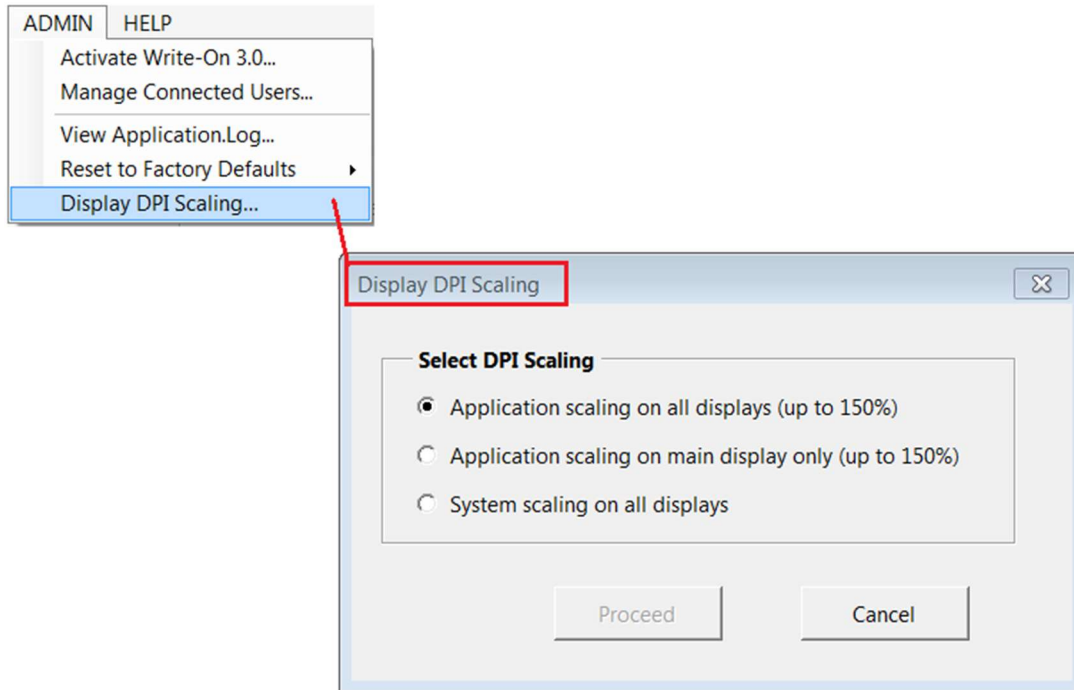 ADMIN HELP
Activate Write-On 3.0...
Manage Connected Users...
View Application.Log...
Reset to Factory Defaults
Display DPI Scaling...
Display DPI Scaling
Select DPI Scaling
Application scaling on all displays (up to 150%)
Application scaling on main display only (up to 150%)
System scaling on all displays
Proceed Cancel